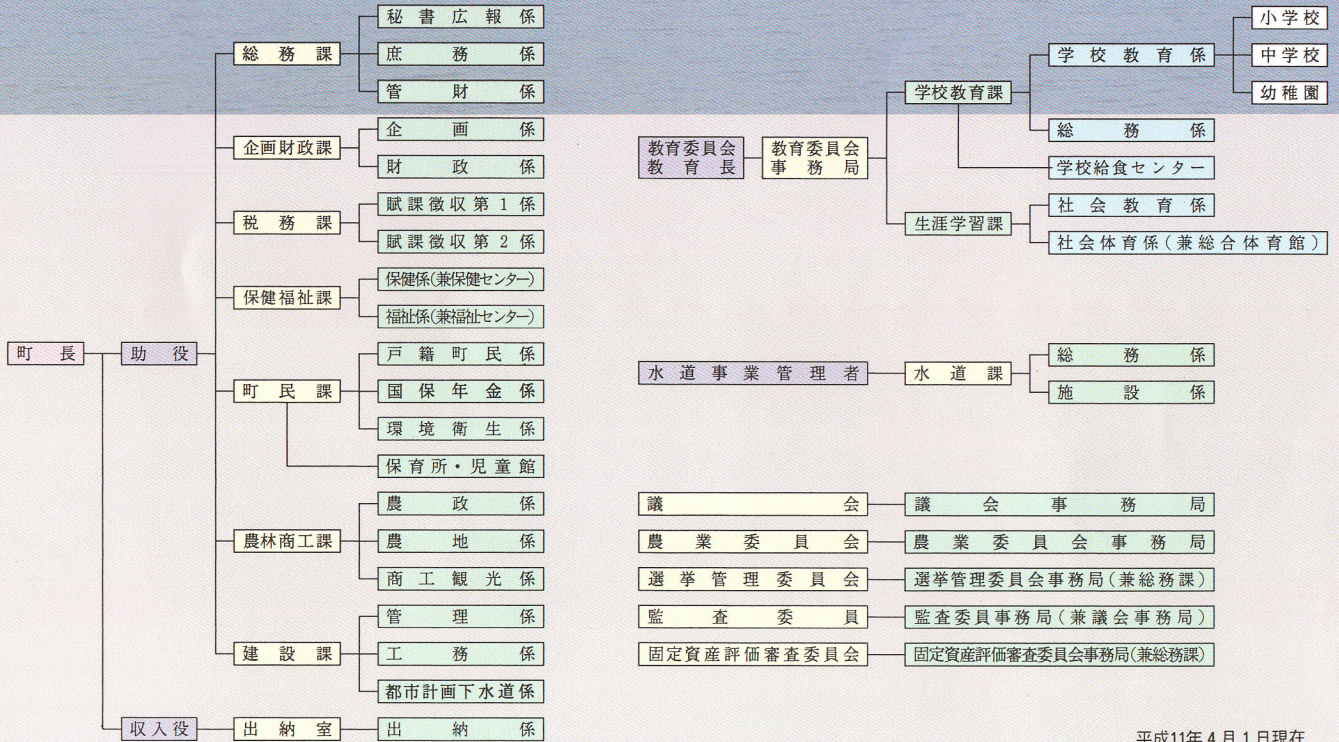 町長
助役
収入役
総務課
秘書広報係
庶務係
管財係
企画財政課
企画係
財政係
税務課
賦課徴収第1係
賦課徴収第2係
保健福祉課
保健係(兼保健センター)
福祉係(兼福祉センター)
町民課
戸籍町民係
国保年金係
環境衛生係
保育所・児童館
農林商工課
農政係
農地係
商工観光係
建設課
管理係
工務係
都市計画下水道係
出納室
出納係
教育委員会
教育長
教育委員会
事務局
学校教育課
学校教育係
小学校
中学校
幼稚園
総務係
学校給食センター
生涯学習課
社会教育係
社会体育係(兼総合体育館)
水道事業管理者
水道課
総務係
施設係
議会
議会事務局
農業委員会
農業委員会事務局
選挙管理委員会
選挙管理委員会事務局(兼総務課)
監査委員
監査委員事務局(兼議会事務局)
固定資産評価審査委員会
固定資産評価審査委員会事務局(兼総務課)
平成11年4月1日現在